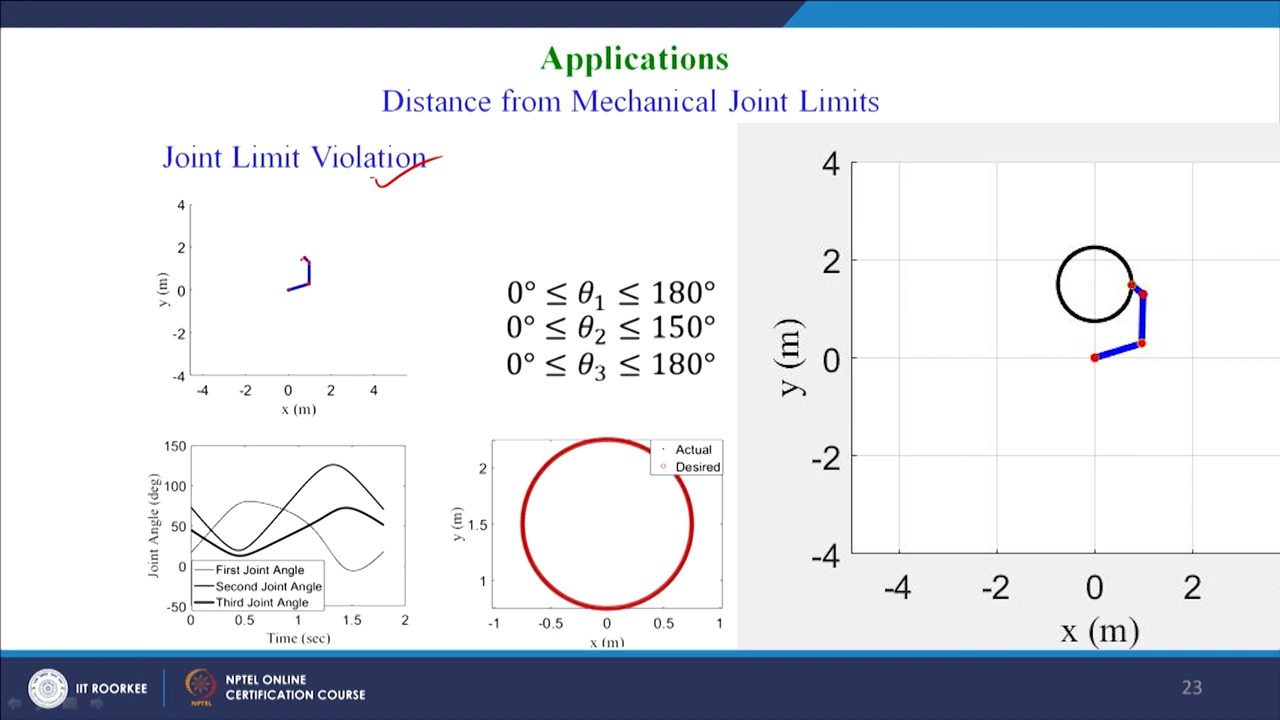 Applications
Distance from Mechanical Joint Limits
Joint Limit Violation
4
2
0
-2
-4
y (m)
-4 -2 0 2 4
x (m)
0° ≤ θ₁ ≤ 180°
0° ≤ θ₂ ≤ 150°
0° ≤ θ₃ ≤ 180°
150
100
50
0
-50
Joint Angle (deg)
First Joint Angle
Second Joint Angle
Third Joint Angle
0 0.5 1 1.5 2
Time (sec)
Actual
Desired
2
1.5
1
y (m)
-1 -0.5 0 0.5 1
x (m)
4
2
0
-2
-4
y (m)
-4 -2 0 2
x (m)
IIT ROORKEE
NPTEL
NPTEL ONLINE
CERTIFICATION COURSE
23